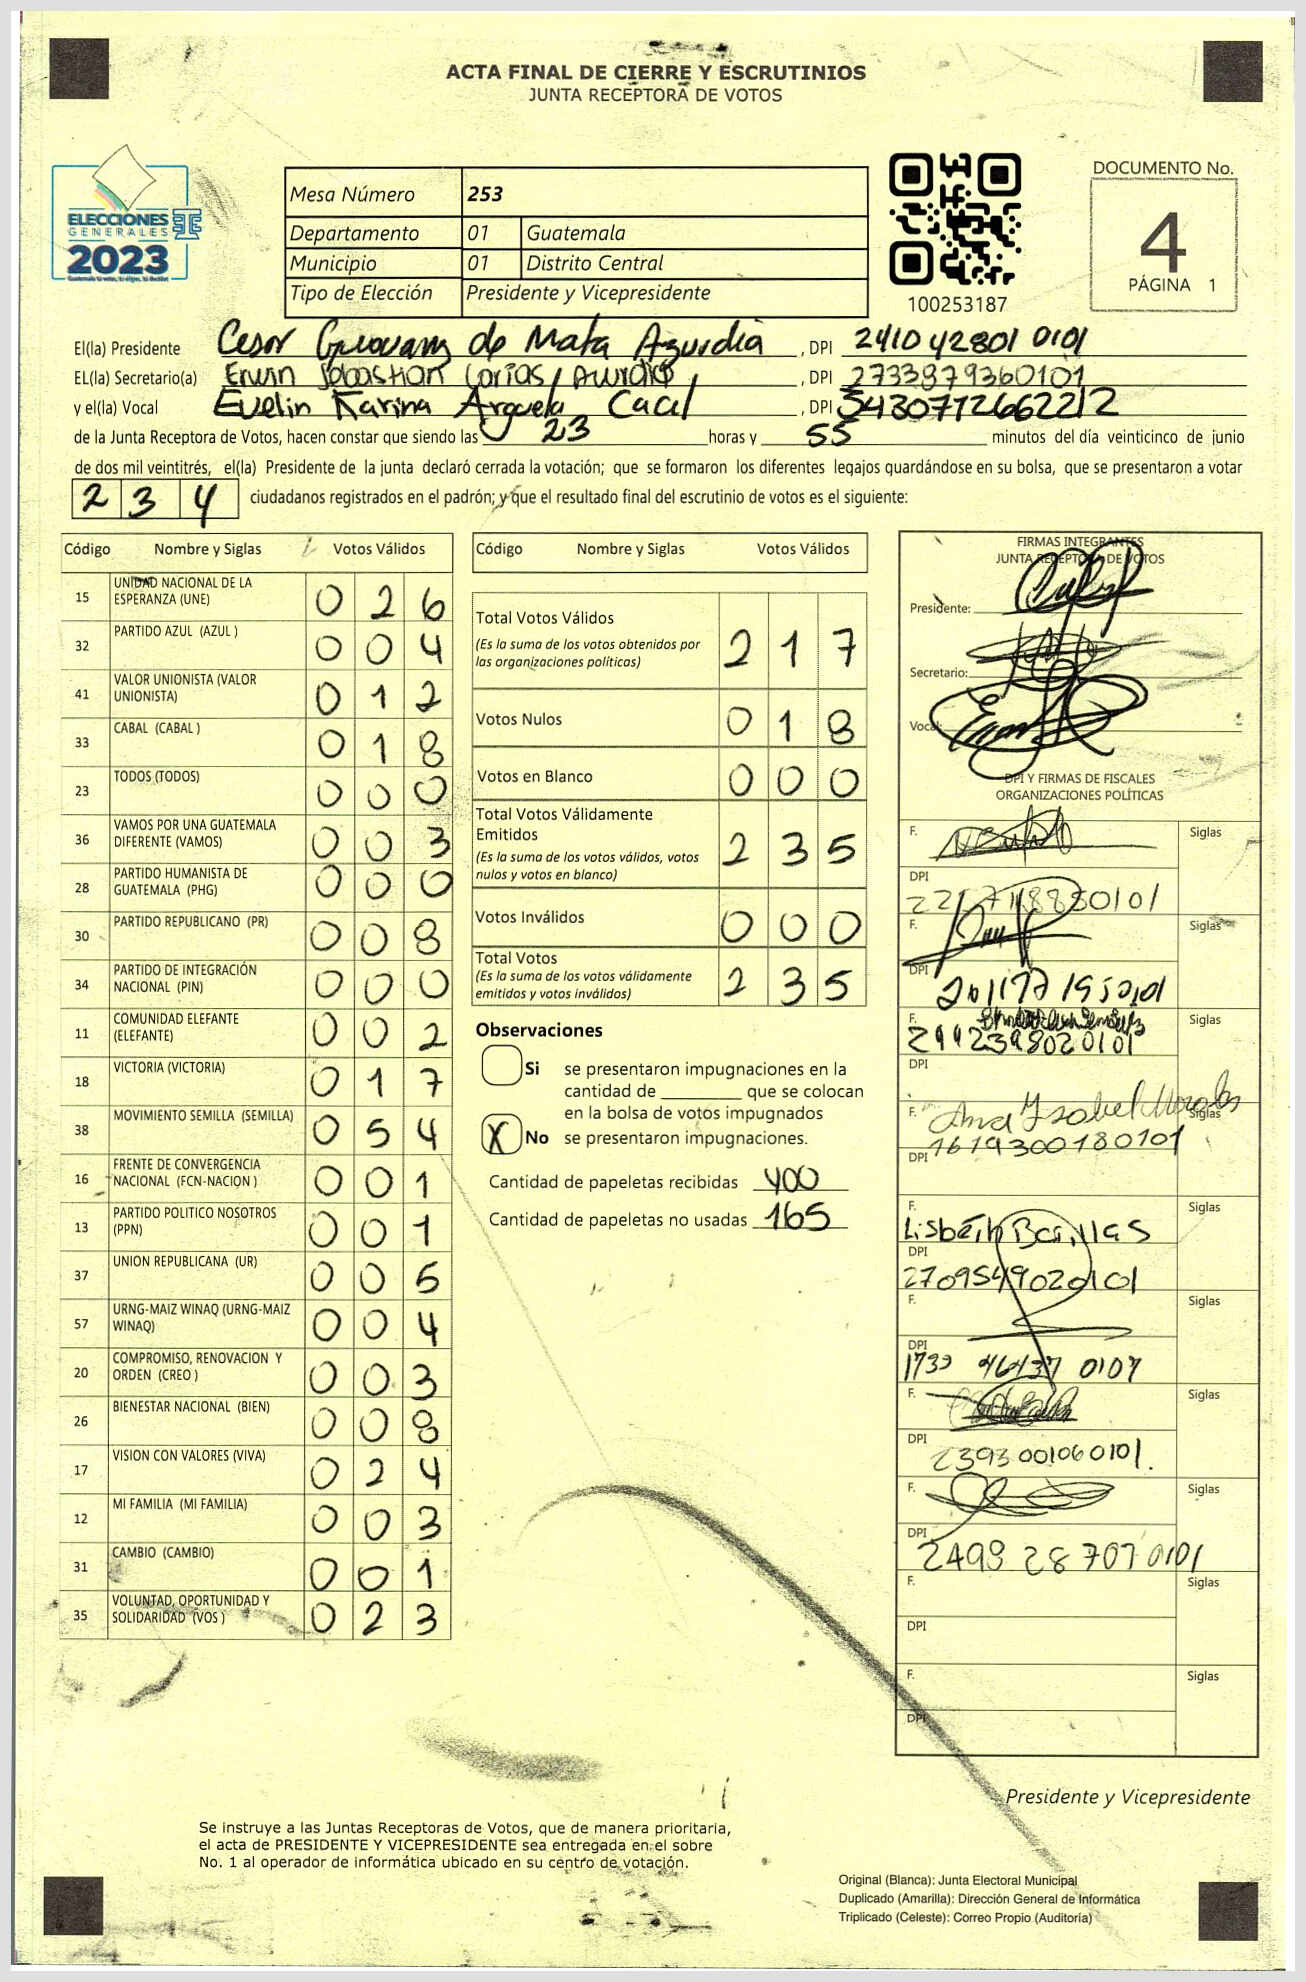 ACTA FINAL DE CIERRE Y ESCRUTINIOS
JUNTA RECEPTORA DE VOTOS
ELECCIONES
GENERALES
2023
Mesa Número 253
Departamento 01 Guatemala
Municipio 01 Distrito Central
Tipo de Elección Presidente y Vicepresidente
100253187
DOCUMENTO No.
4
PÁGINA 1
El(la) Presidente Cesar Geovany de Mata Azurdia , DPI 2410 42801 0101
EL(la) Secretario(a) Erwin Sebastian , DPI 2733879360101
y el(la) Vocal Evelin Karina Argueta Cacel , DPI 3430712662212
de la Junta Receptora de Votos, hacen constar que siendo las 23 horas y 55 minutos del día veinticinco de junio
de dos mil veintitrés, el(la) Presidente de la junta declaró cerrada la votación; que se formaron los diferentes legajos guardándose en su bolsa, que se presentaron a votar
2 3 4 ciudadanos registrados en el padrón; y que el resultado final del escrutinio de votos es el siguiente:
Código Nombre y Siglas Votos Válidos
15 UNIDAD NACIONAL DE LA ESPERANZA (UNE) 0 2 6
32 PARTIDO AZUL (AZUL ) 0 0 4
41 VALOR UNIONISTA (VALOR UNIONISTA) 0 1 2
33 CABAL (CABAL ) 0 1 8
23 TODOS (TODOS) 0 0 0
36 VAMOS POR UNA GUATEMALA DIFERENTE (VAMOS) 0 0 3
28 PARTIDO HUMANISTA DE GUATEMALA (PHG) 0 0 0
30 PARTIDO REPUBLICANO (PR) 0 0 8
34 PARTIDO DE INTEGRACIÓN NACIONAL (PIN) 0 0 0
11 COMUNIDAD ELEFANTE (ELEFANTE) 0 0 2
18 VICTORIA (VICTORIA) 0 1 7
38 MOVIMIENTO SEMILLA (SEMILLA) 0 5 4
16 FRENTE DE CONVERGENCIA NACIONAL (FCN-NACION ) 0 0 1
13 PARTIDO POLITICO NOSOTROS (PPN) 0 0 1
37 UNION REPUBLICANA (UR) 0 0 5
57 URNG-MAIZ WINAQ (URNG-MAIZ WINAQ) 0 0 4
20 COMPROMISO, RENOVACION Y ORDEN (CREO ) 0 0 3
26 BIENESTAR NACIONAL (BIEN) 0 0 8
17 VISION CON VALORES (VIVA) 0 2 4
12 MI FAMILIA (MI FAMILIA) 0 0 3
31 CAMBIO (CAMBIO) 0 0 1
35 VOLUNTAD, OPORTUNIDAD Y SOLIDARIDAD (VOS ) 0 2 3
Código Nombre y Siglas Votos Válidos
Total Votos Válidos 2 1 7
(Es la suma de los votos obtenidos por
las organizaciones políticas)
Votos Nulos 0 1 8
Votos en Blanco 0 0 0
Total Votos Válidamente
Emitidos 2 3 5
(Es la suma de los votos válidos, votos
nulos y votos en blanco)
Votos Inválidos 0 0 0
Total Votos 2 3 5
(Es la suma de los votos válidamente
emitidos y votos inválidos)
Observaciones
Si se presentaron impugnaciones en la
cantidad de ________ que se colocan
en la bolsa de votos impugnados
X No se presentaron impugnaciones.
Cantidad de papeletas recibidas 400
Cantidad de papeletas no usadas 165
FIRMAS INTEGRANTES
JUNTA RECEPTORA DE VOTOS
Presidente:
Secretario:
Vocal:
DPI Y FIRMAS DE FISCALES
ORGANIZACIONES POLÍTICAS
F. Siglas
DPI
F. Siglas
DPI
F. Siglas
2992398020101
DPI
F. Ana Isabel Morales Siglas
DPI 1619300180101
F. Siglas
Lisbeth Barillas
DPI
2709549020101
F. Siglas
DPI
1733 46437 0107
F. Siglas
DPI
2393001060101.
F. Siglas
DPI
2493 28707 0101
F. Siglas
DPI
F. Siglas
DPI
Presidente y Vicepresidente
Se instruye a las Juntas Receptoras de Votos, que de manera prioritaria,
el acta de PRESIDENTE Y VICEPRESIDENTE sea entregada en el sobre
No. 1 al operador de informática ubicado en su centro de votación.
Original (Blanca): Junta Electoral Municipal
Duplicado (Amarilla): Dirección General de Informática
Triplicado (Celeste): Correo Propio (Auditoría)